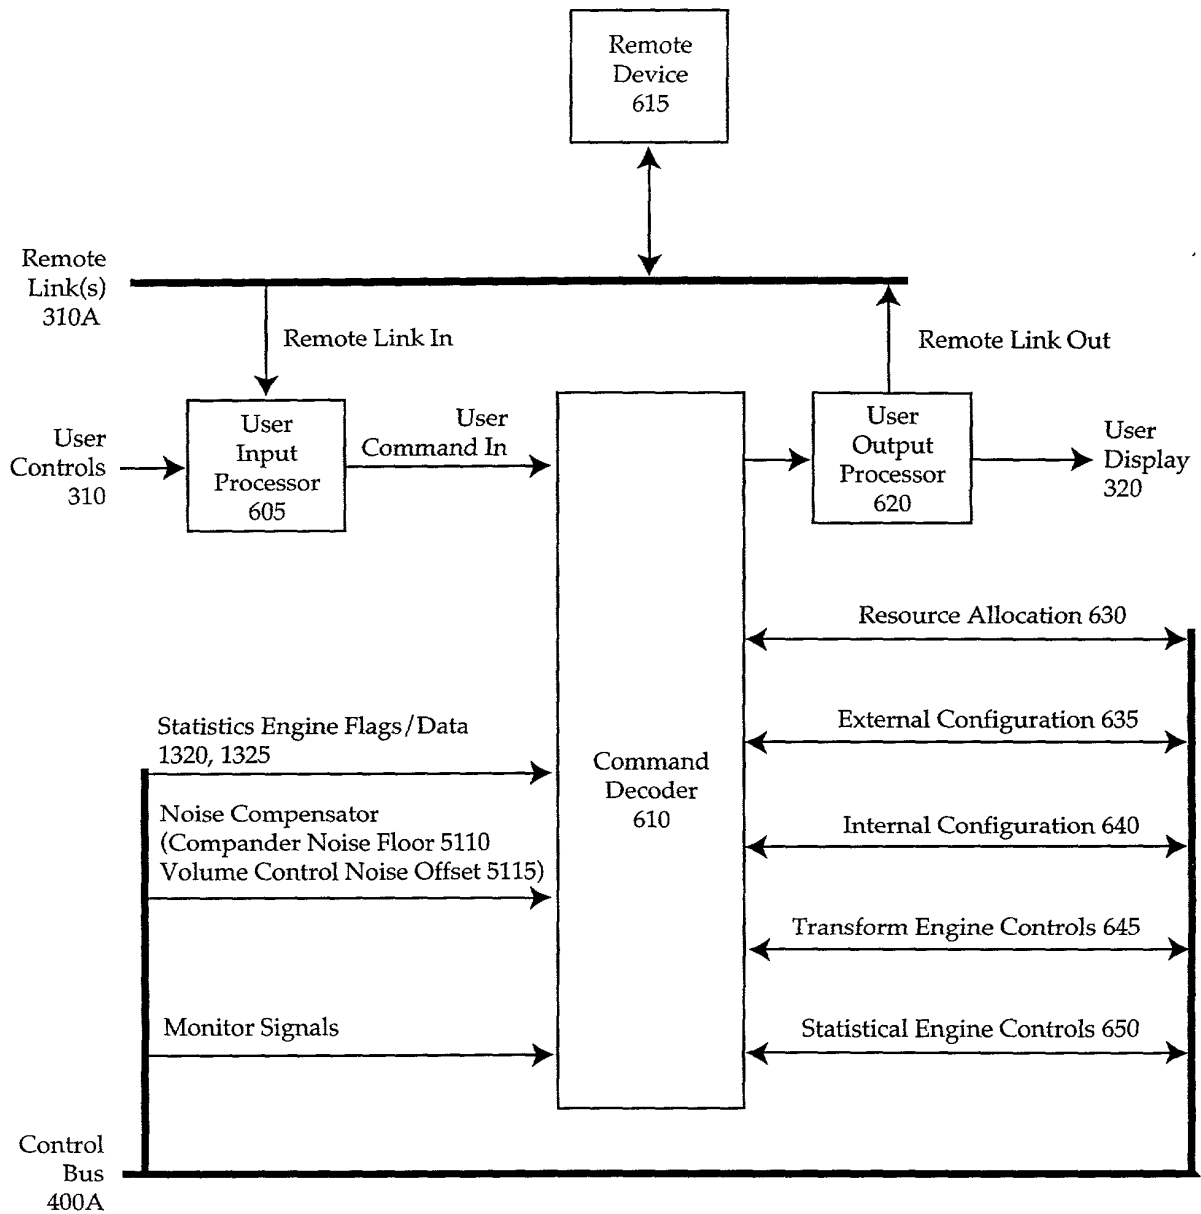 Remote
Device
615
Remote
Link(s)
310A
Remote Link In
Remote Link Out
User
Controls
310
User
Input
Processor
605
User
Command In
User
Output
Processor
620
User
Display
320
Resource Allocation 630
External Configuration 635
Internal Configuration 640
Transform Engine Controls 645
Statistical Engine Controls 650
Command
Decoder
610
Statistics Engine Flags/Data
1320, 1325
Noise Compensator
(Compander Noise Floor 5110
Volume Control Noise Offset 5115)
Monitor Signals
Control
Bus
400A